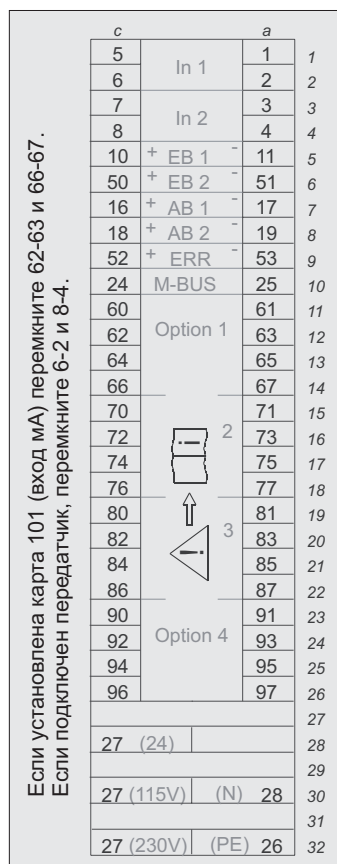 Если установлена карта 101 (вход мА) перемкните 62-63 и 66-67.
Если подключен передатчик, перемкните 6-2 и 8-4.
c a
5 In 1 1 1
6 2 2
7 In 2 3 3
8 4 4
10 + EB 1 - 11 5
50 + EB 2 - 51 6
16 + AB 1 - 17 7
18 + AB 2 - 19 8
52 + ERR - 53 9
24 M-BUS 25 10
60 Option 1 61 11
62 63 12
64 65 13
66 67 14
70 71 15
72 2 73 16
74 75 17
76 77 18
80 3 81 19
82 83 20
84 85 21
86 87 22
90 Option 4 91 23
92 93 24
94 95 25
96 97 26
27
27 (24) 28
29
27 (115V) (N) 28 30
31
27 (230V) (PE) 26 32